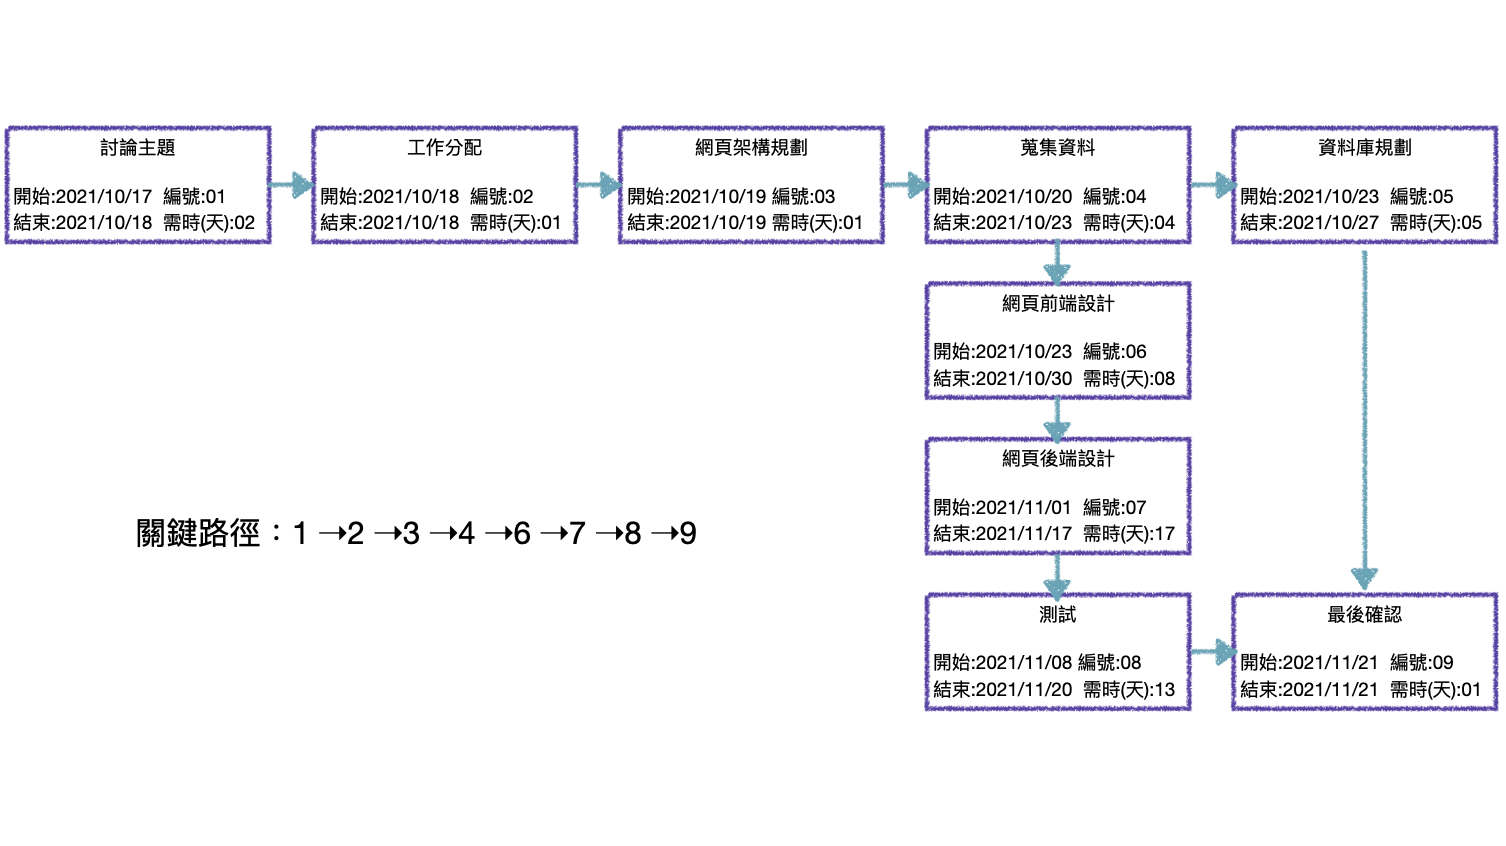 討論主題
開始:2021/10/17 編號:01
結束:2021/10/18 需時(天):02
工作分配
開始:2021/10/18 編號:02
結束:2021/10/18 需時(天):01
網頁架構規劃
開始:2021/10/19 編號:03
結束:2021/10/19 需時(天):01
蒐集資料
開始:2021/10/20 編號:04
結束:2021/10/23 需時(天):04
資料庫規劃
開始:2021/10/23 編號:05
結束:2021/10/27 需時(天):05
網頁前端設計
開始:2021/10/23 編號:06
結束:2021/10/30 需時(天):08
網頁後端設計
開始:2021/11/01 編號:07
結束:2021/11/17 需時(天):17
關鍵路徑：1→2→3→4→6→7→8→9
測試
開始:2021/11/08 編號:08
結束:2021/11/20 需時(天):13
最後確認
開始:2021/11/21 編號:09
結束:2021/11/21 需時(天):01